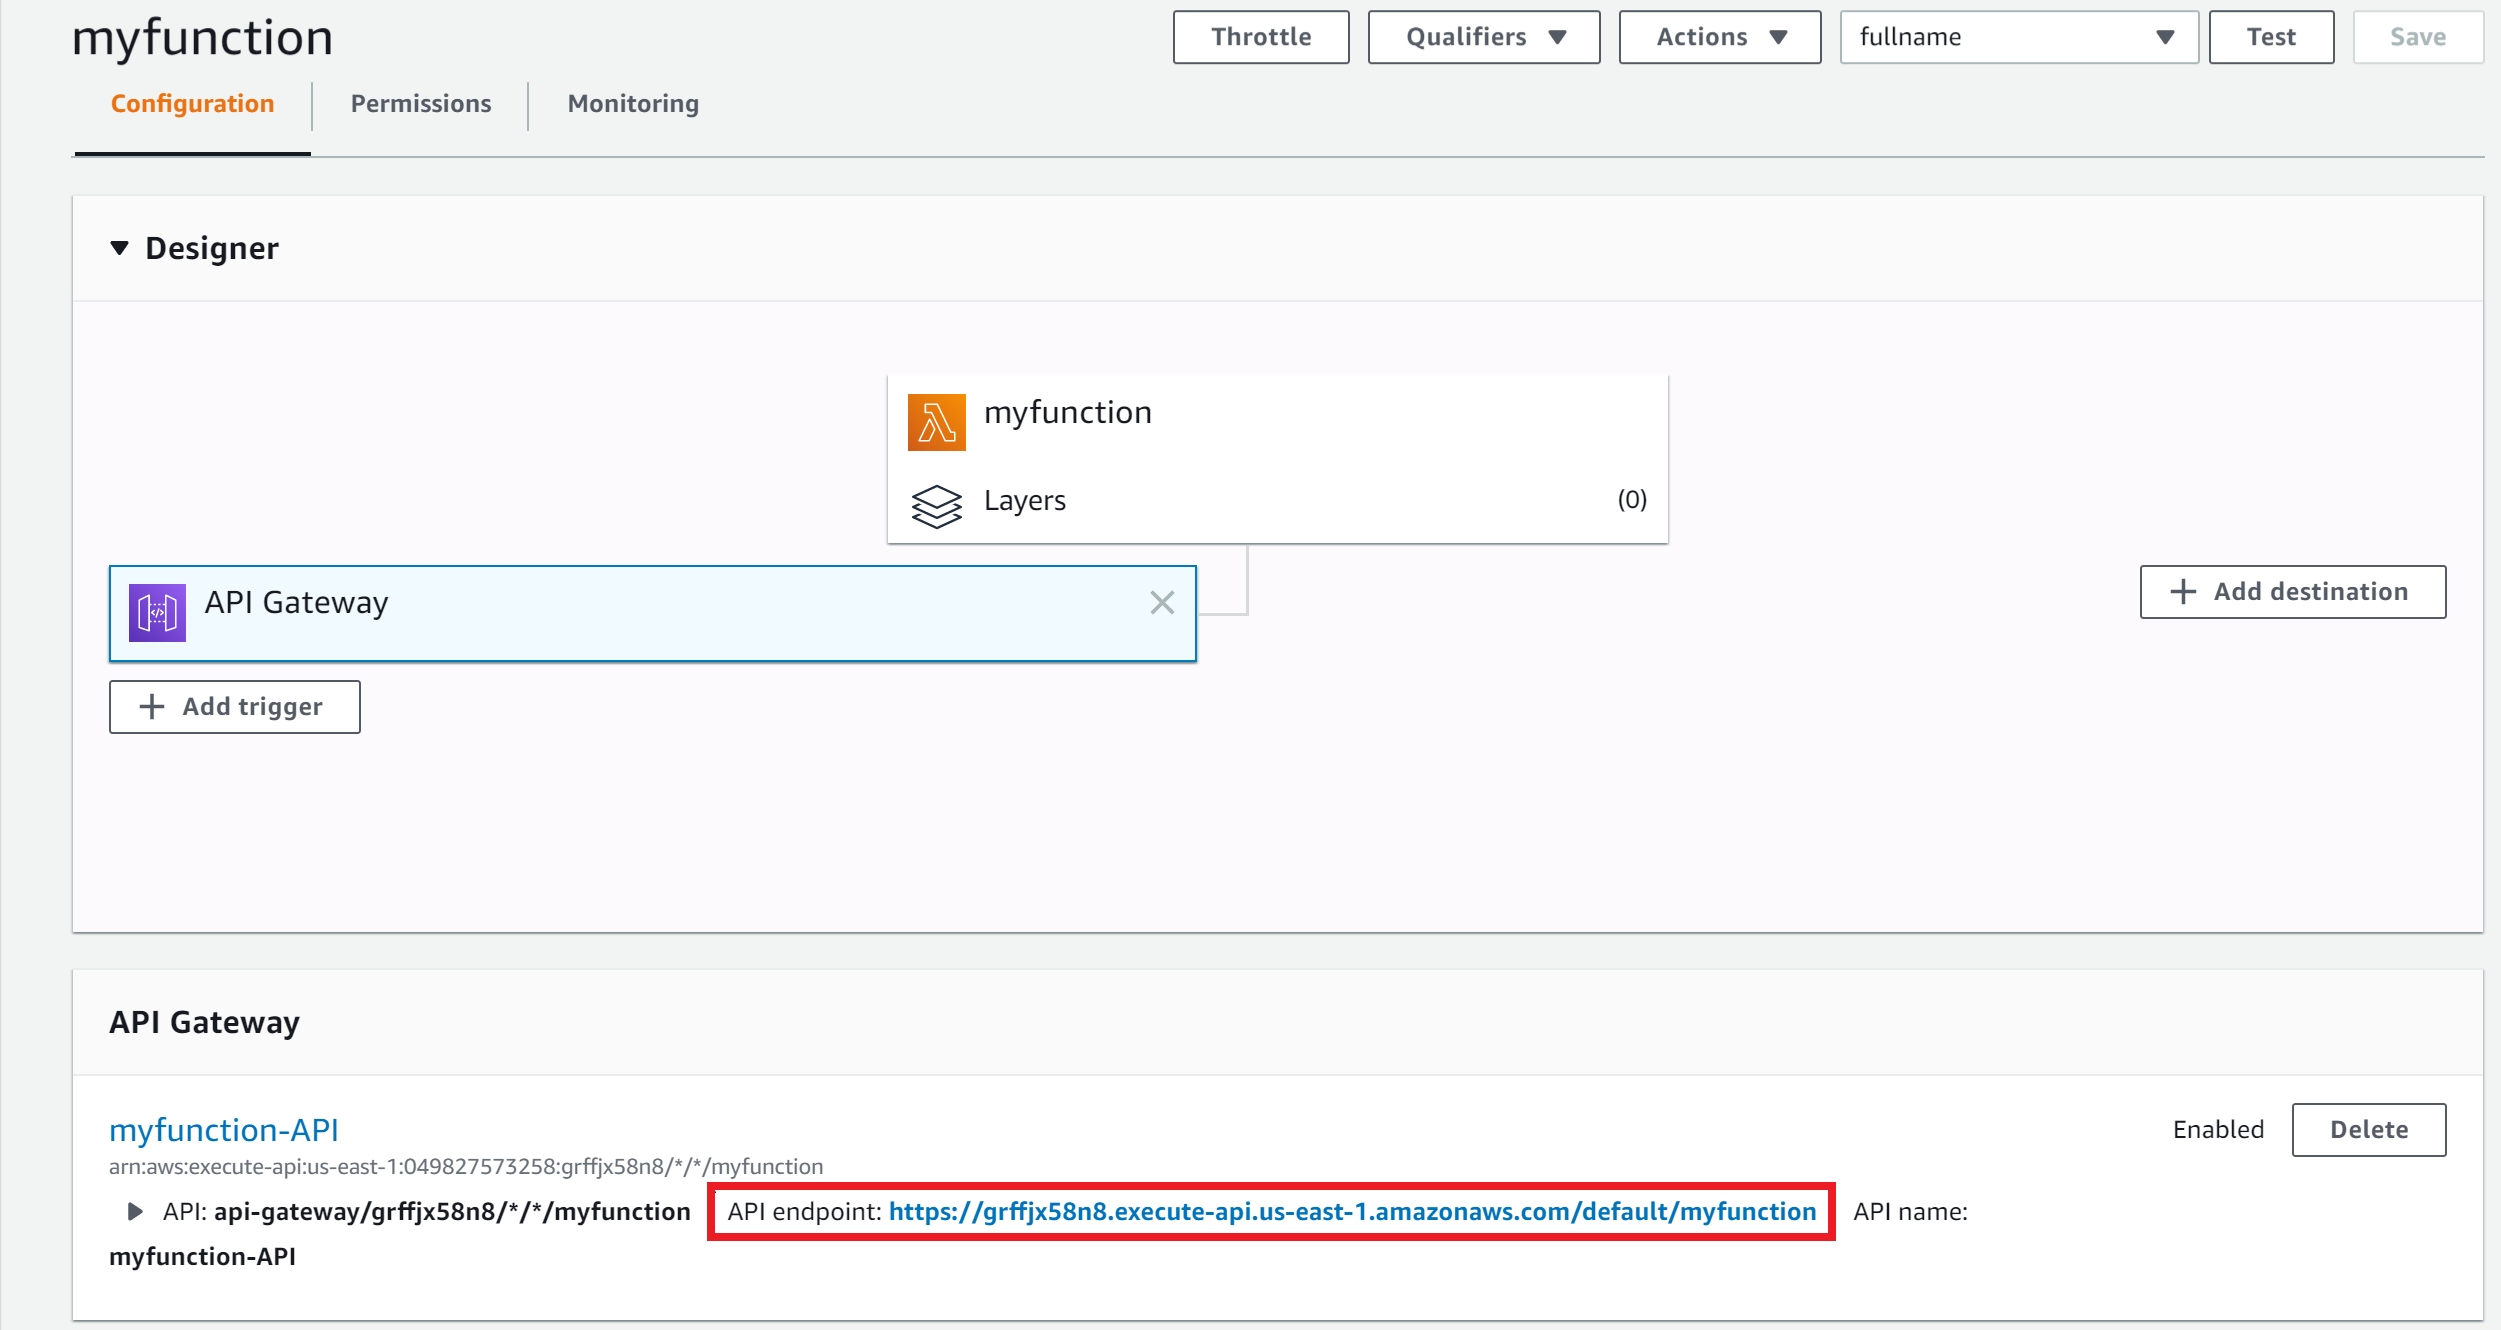 myfunction
Throttle Qualifiers Actions fullname Test Save
Configuration Permissions Monitoring
Designer
myfunction
Layers (0)
API Gateway
Add destination
Add trigger
API Gateway
myfunction-API
Enabled Delete
arn:aws:execute-api:us-east-1:049827573258:grffjx58n8/*/*/myfunction
API: api-gateway/grffjx58n8/*/*/myfunction API endpoint: https://grffjx58n8.execute-api.us-east-1.amazonaws.com/default/myfunction API name:
myfunction-API